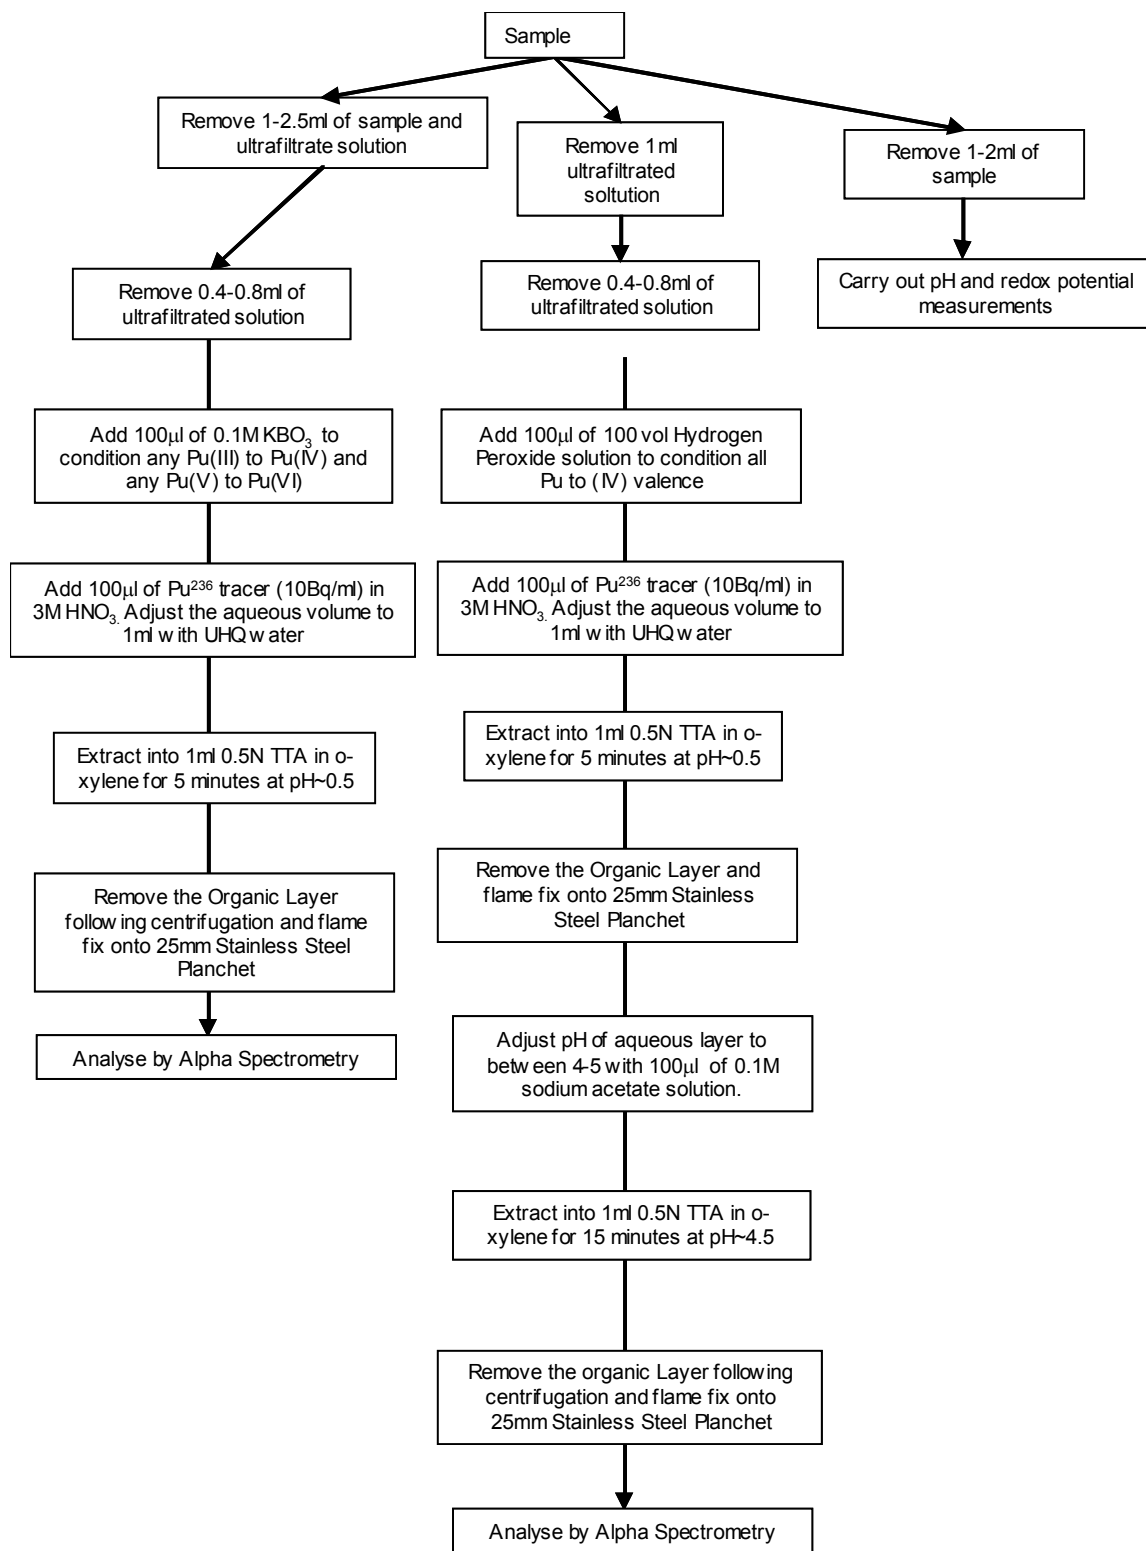 Sample
Remove 1-2.5ml of sample and
ultrafiltrate solution
Remove 0.4-0.8ml of
ultrafiltrated solution
Add 100μl of 0.1M KBO₃ to
condition any Pu(III) to Pu(IV) and
any Pu(V) to Pu(VI)
Add 100μl of Pu²³⁶ tracer (10Bq/ml) in
3M HNO₃. Adjust the aqueous volume to
1ml with UHQ water
Extract into 1ml 0.5N TTA in o-
xylene for 5 minutes at pH~0.5
Remove the Organic Layer
following centrifugation and flame
fix onto 25mm Stainless Steel
Planchet
Analyse by Alpha Spectrometry
Remove 1ml
ultrafiltrated
soltution
Remove 0.4-0.8ml of
ultrafiltrated solution
Add 100μl of 100 vol Hydrogen
Peroxide solution to condition all
Pu to (IV) valence
Add 100μl of Pu²³⁶ tracer (10Bq/ml) in
3M HNO₃. Adjust the aqueous volume to
1ml with UHQ water
Extract into 1ml 0.5N TTA in o-
xylene for 5 minutes at pH~0.5
Remove the Organic Layer and
flame fix onto 25mm Stainless
Steel Planchet
Adjust pH of aqueous layer to
between 4-5 with 100μl of 0.1M
sodium acetate solution.
Extract into 1ml 0.5N TTA in o-
xylene for 15 minutes at pH~4.5
Remove the organic Layer following
centrifugation and flame fix onto
25mm Stainless Steel Planchet
Analyse by Alpha Spectrometry
Remove 1-2ml of
sample
Carry out pH and redox potential
measurements